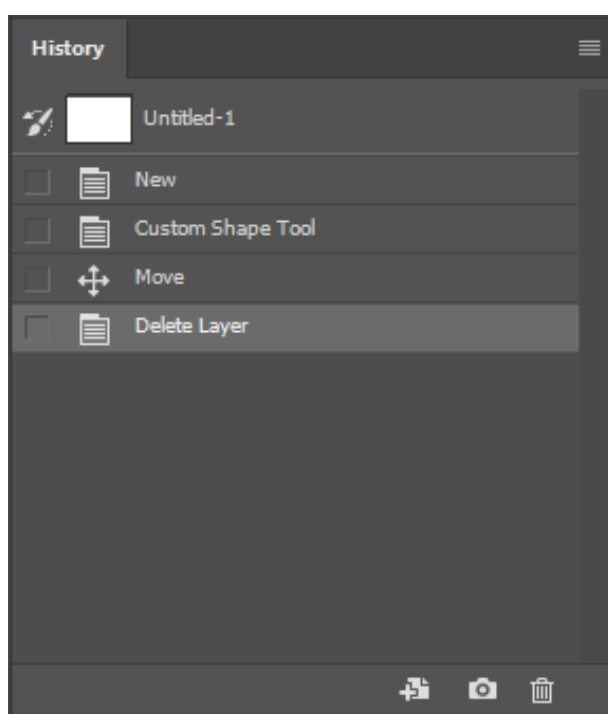 History
Untitled-1
New
Custom Shape Tool
Move
Delete Layer